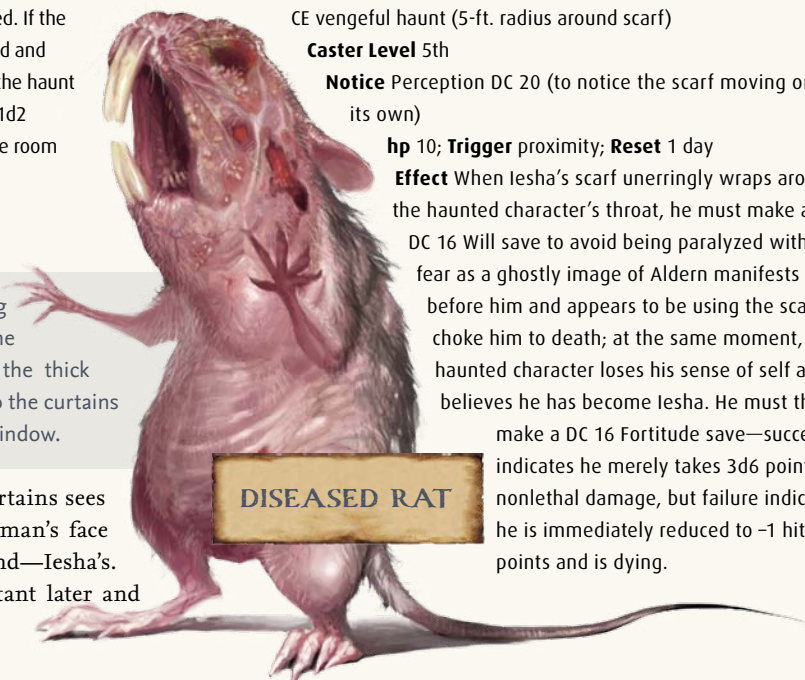 ed. If the
d and
the haunt
1d2
e room
g
ne
the thick
o the curtains
indow.
rtains sees
man’s face
nd—Iesha’s.
tant later and
DISEASED RAT
CE vengeful haunt (5-ft. radius around scarf)
Caster Level 5th
Notice Perception DC 20 (to notice the scarf moving on
its own)
hp 10; Trigger proximity; Reset 1 day
Effect When Iesha’s scarf unerringly wraps aro
the haunted character’s throat, he must make a
DC 16 Will save to avoid being paralyzed with
fear as a ghostly image of Aldern manifests
before him and appears to be using the sca
choke him to death; at the same moment,
haunted character loses his sense of self a
believes he has become Iesha. He must th
make a DC 16 Fortitude save—succe
indicates he merely takes 3d6 point
nonlethal damage, but failure indic
he is immediately reduced to –1 hit
points and is dying.